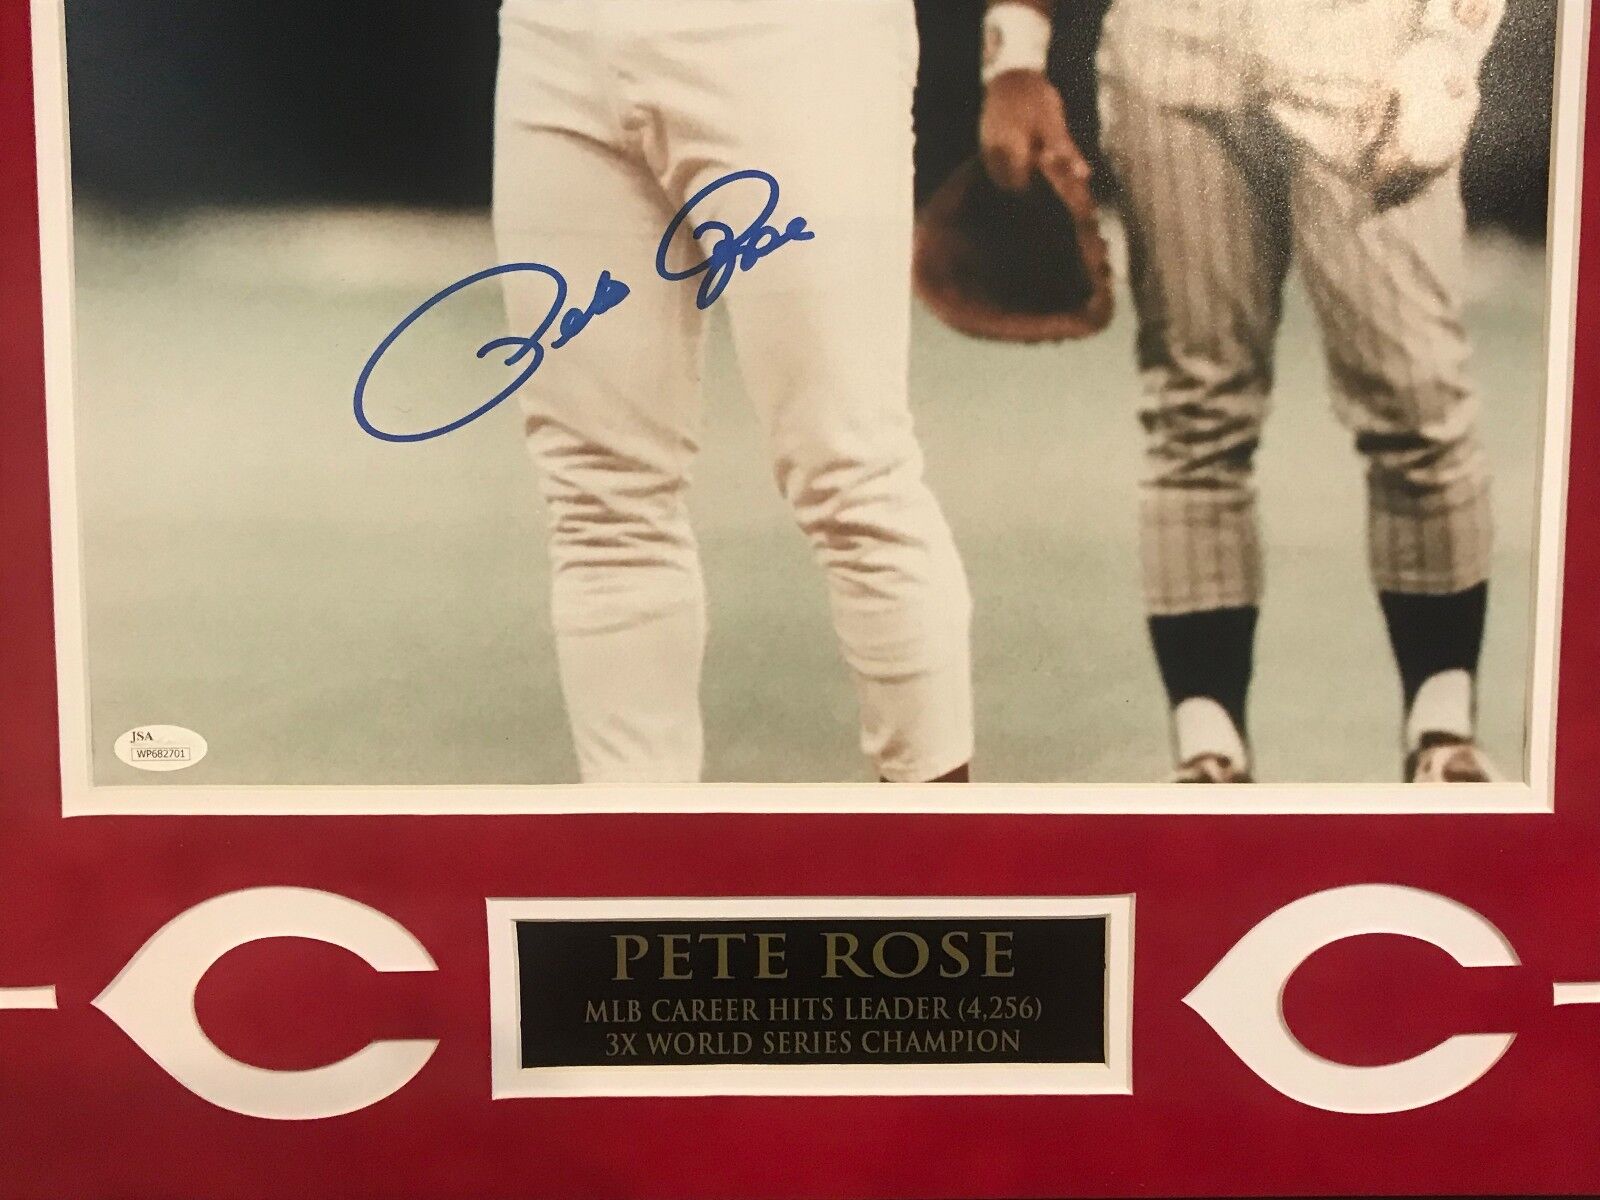 Pete Rose
JSA
WP682701
PETE ROSE
MLB CAREER HITS LEADER (4,256)
3X WORLD SERIES CHAMPION